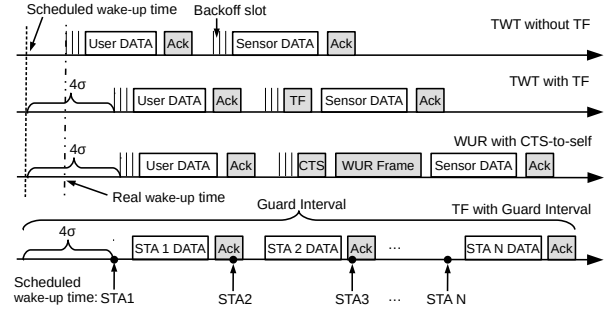 Scheduled wake-up time
Backoff slot
TWT without TF
User DATA Ack Sensor DATA Ack
4σ
TWT with TF
User DATA Ack TF Sensor DATA Ack
4σ
WUR with CTS-to-self
User DATA Ack CTS WUR Frame Sensor DATA Ack
Real wake-up time
Guard Interval
TF with Guard Interval
4σ
STA 1 DATA Ack STA 2 DATA Ack ... STA N DATA Ack
Scheduled
wake-up time: STA1 STA2 STA3 ... STA N